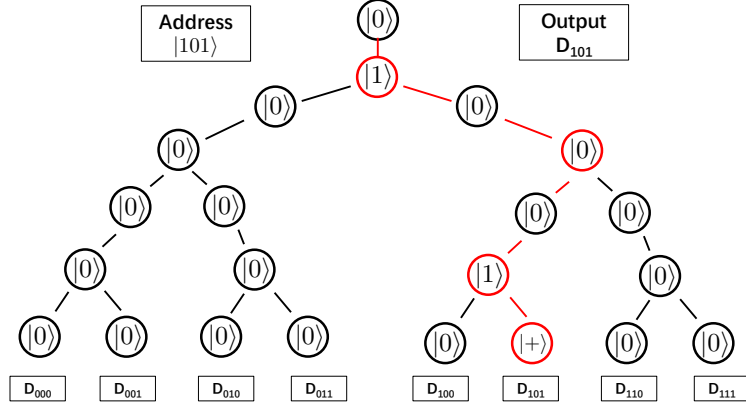 Address
|101⟩
|0⟩
Output
D₁₀₁
|1⟩
|0⟩
|0⟩
|0⟩
|0⟩
|0⟩
|0⟩
|0⟩
|0⟩
|0⟩
|0⟩
|1⟩
|0⟩
|0⟩
|0⟩
|0⟩
|0⟩
|0⟩
|+⟩
|0⟩
|0⟩
D₀₀₀
D₀₀₁
D₀₁₀
D₀₁₁
D₁₀₀
D₁₀₁
D₁₁₀
D₁₁₁